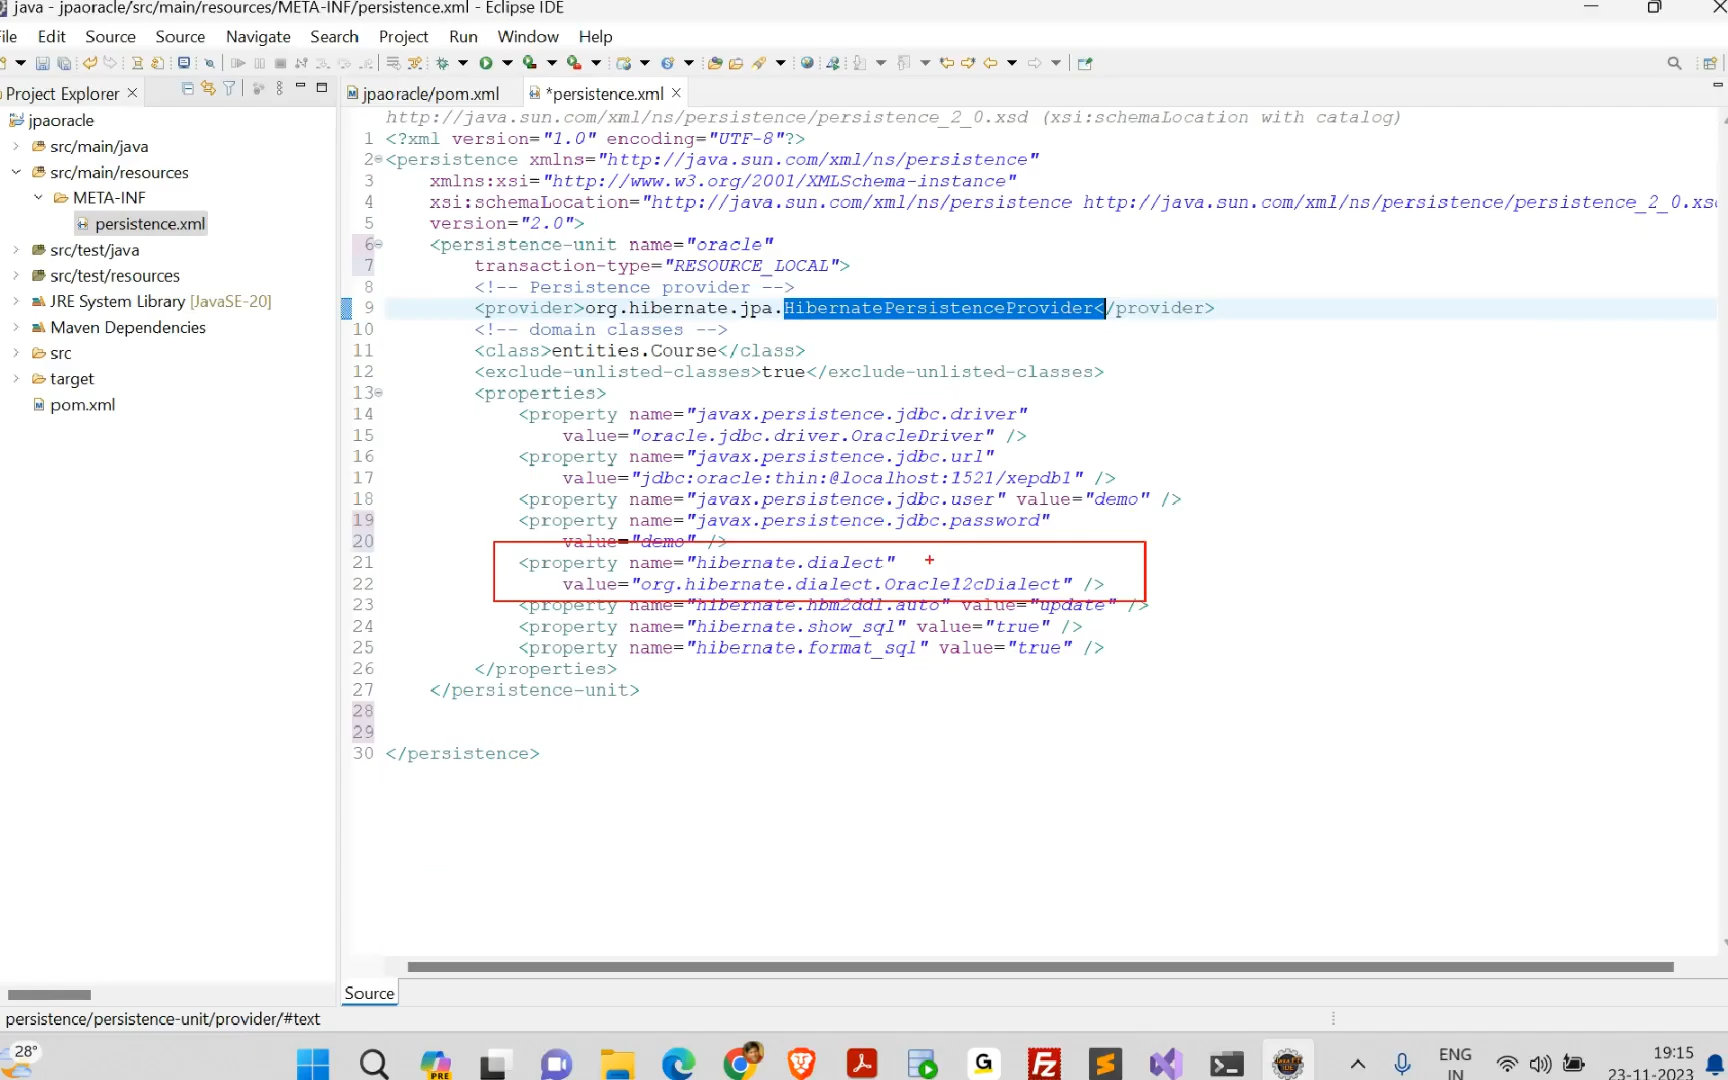 java - jpaoracle/src/main/resources/META-INF/persistence.xml - Eclipse IDE
ile Edit Source Source Navigate Search Project Run Window Help
Project Explorer
jpaoracle/pom.xml
*persistence.xml
jpaoracle
src/main/java
src/main/resources
META-INF
persistence.xml
src/test/java
src/test/resources
JRE System Library [JavaSE-20]
Maven Dependencies
src
target
pom.xml
http://java.sun.com/xml/ns/persistence/persistence_2_0.xsd (xsi:schemaLocation with catalog)
1 <?xml version="1.0" encoding="UTF-8"?>
2 <persistence xmlns="http://java.sun.com/xml/ns/persistence"
3 xmlns:xsi="http://www.w3.org/2001/XMLSchema-instance"
4 xsi:schemaLocation="http://java.sun.com/xml/ns/persistence http://java.sun.com/xml/ns/persistence/persistence_2_0.xs
5 version="2.0">
6 <persistence-unit name="oracle"
7 transaction-type="RESOURCE_LOCAL">
8 <!-- Persistence provider -->
9 <provider>org.hibernate.jpa.HibernatePersistenceProvider</provider>
10 <!-- domain classes -->
11 <class>entities.Course</class>
12 <exclude-unlisted-classes>true</exclude-unlisted-classes>
13 <properties>
14 <property name="javax.persistence.jdbc.driver"
15 value="oracle.jdbc.driver.OracleDriver" />
16 <property name="javax.persistence.jdbc.url"
17 value="jdbc:oracle:thin:@localhost:1521/xepdb1" />
18 <property name="javax.persistence.jdbc.user" value="demo" />
19 <property name="javax.persistence.jdbc.password"
20 value="demo" />
21 <property name="hibernate.dialect"
22 value="org.hibernate.dialect.Oracle12cDialect" />
23 <property name="hibernate.hbm2ddl.auto" value="update" />
24 <property name="hibernate.show_sql" value="true" />
25 <property name="hibernate.format_sql" value="true" />
26 </properties>
27 </persistence-unit>
28
29
30 </persistence>
Source
persistence/persistence-unit/provider/#text
28°
PRE
G
Fz
ENG
IN
19:15
23-11-2023